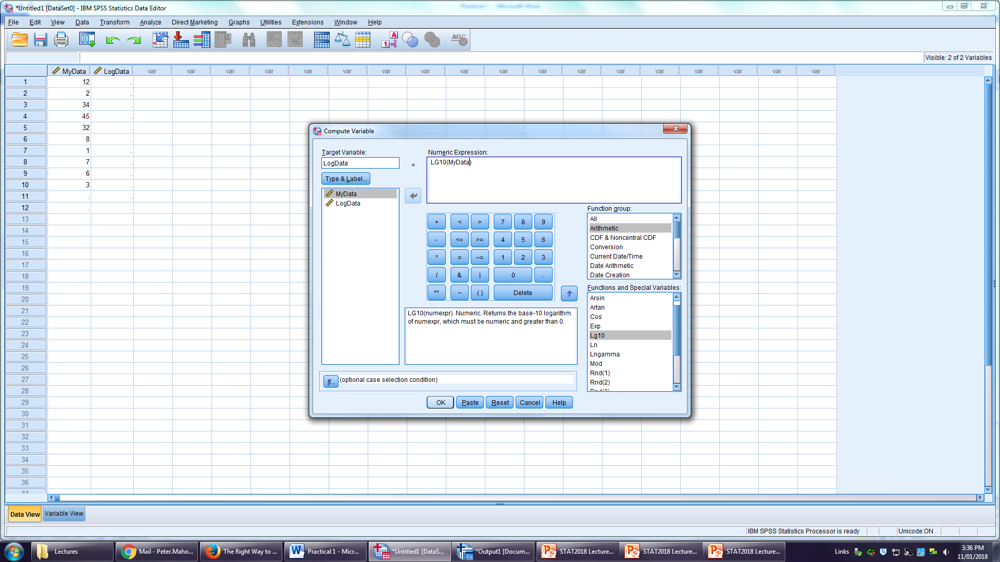 *Untitled1 [DataSet0] - IBM SPSS Statistics Data Editor
File Edit View Data Transform Analyze Direct Marketing Graphs Utilities Extensions Window Help
Visible: 2 of 2 Variables
MyData LogData var var var var var var var var var var var var var var var var var var
1 12 .
2 2 .
3 34 .
4 45 .
5 32 .
6 8 .
7 1 .
8 7 .
9 6 .
10 3 .
11 . .
12 . .
13
14
15
16
17
18
19
20
21
22
23
24
25
26
27
28
29
30
31
32
33
34
35
36
37
Compute Variable
Target Variable:
LogData
=
Numeric Expression:
LG10(MyData)
Type & Label...
MyData
LogData
+ < > 7 8 9
- <= >= 4 5 6
* = ~= 1 2 3
/ & | 0 .
** ~ ( ) Delete
Function group:
All
Arithmetic
CDF & Noncentral CDF
Conversion
Current Date/Time
Date Arithmetic
Date Creation
LG10(numexpr). Numeric. Returns the base-10 logarithm
of numexpr, which must be numeric and greater than 0.
Functions and Special Variables:
Arsin
Artan
Cos
Exp
Lg10
Ln
Lngamma
Mod
Rnd(1)
Rnd(2)
If... (optional case selection condition)
OK Paste Reset Cancel Help
Data View Variable View
IBM SPSS Statistics Processor is ready Unicode:ON
Lectures
Mail - Peter.Maho...
The Right Way to ...
Practical 1 - Micr...
*Untitled1 [DataS...
*Output1 [Docum...
STAT2018 Lecture...
STAT2018 Lecture...
STAT2018 Lecture...
Links
3:36 PM
11/01/2018